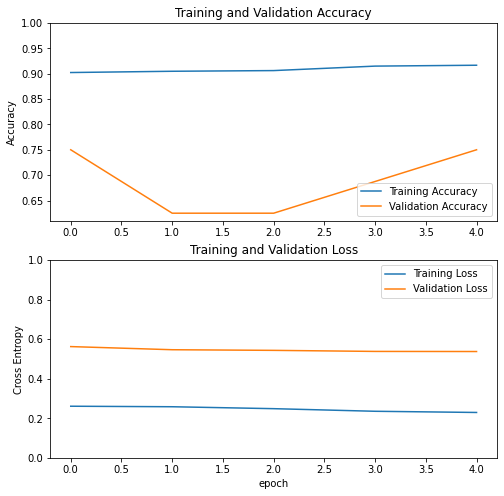 Training and Validation Accuracy
1.00
0.95
0.90
0.85
0.80
0.75
0.70
0.65
Accuracy
Training Accuracy
Validation Accuracy
0.0 0.5 1.0 1.5 2.0 2.5 3.0 3.5 4.0
Training and Validation Loss
1.0
0.8
0.6
0.4
0.2
0.0
Cross Entropy
Training Loss
Validation Loss
0.0 0.5 1.0 1.5 2.0 2.5 3.0 3.5 4.0
epoch